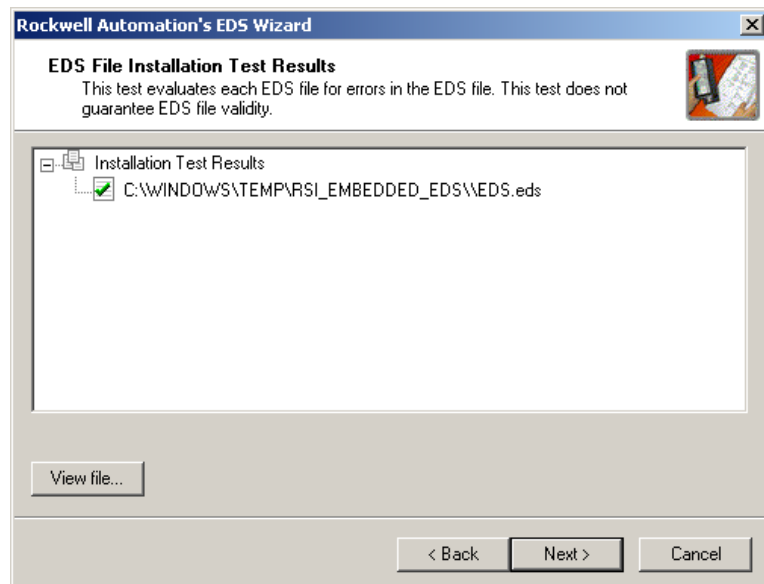 Rockwell Automation's EDS Wizard
EDS File Installation Test Results
This test evaluates each EDS file for errors in the EDS file. This test does not
guarantee EDS file validity.
Installation Test Results
C:\WINDOWS\TEMP\RSI_EMBEDDED_EDS\\EDS.eds
View file...
< Back
Next >
Cancel